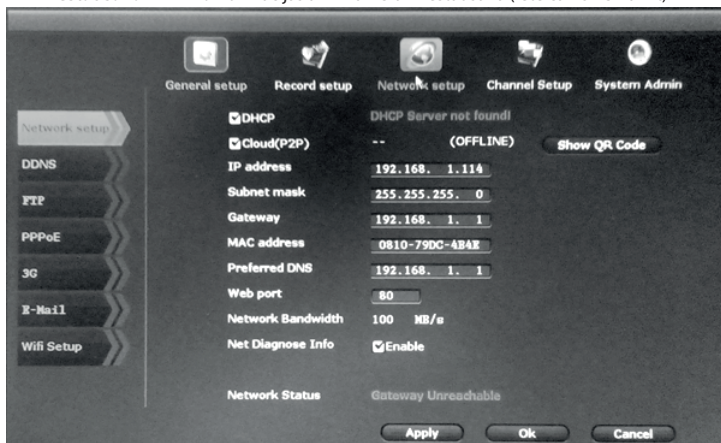 General setup Record setup Network setup Channel Setup System Admin
Network setup
DDNS
FTP
PPPoE
3G
E-Mail
Wifi Setup
DHCP DHCP Server not found!
Cloud(P2P) -- (OFFLINE) Show QR Code
IP address 192.168. 1.114
Subnet mask 255.255.255. 0
Gateway 192.168. 1. 1
MAC address 0810-79DC-4B4E
Preferred DNS 192.168. 1. 1
Web port 80
Network Bandwidth 100 MB/s
Net Diagnose Info Enable
Network Status Gateway Unreachable
Apply Ok Cancel